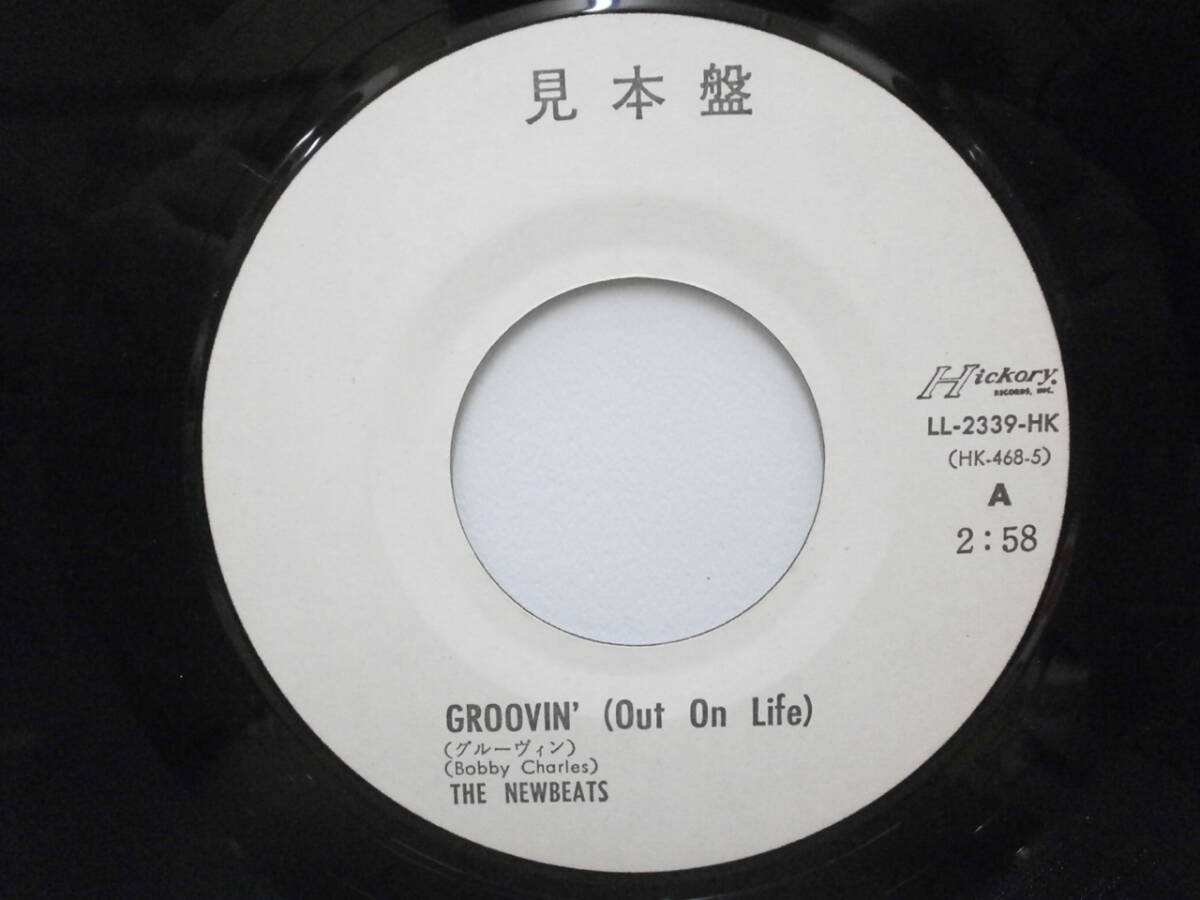 見本盤
Hickory.
RECORDS, INC.
LL-2339-HK
(HK-468-5)
A
2:58
GROOVIN' (Out On Life)
(グルーヴィン)
(Bobby Charles)
THE NEWBEATS